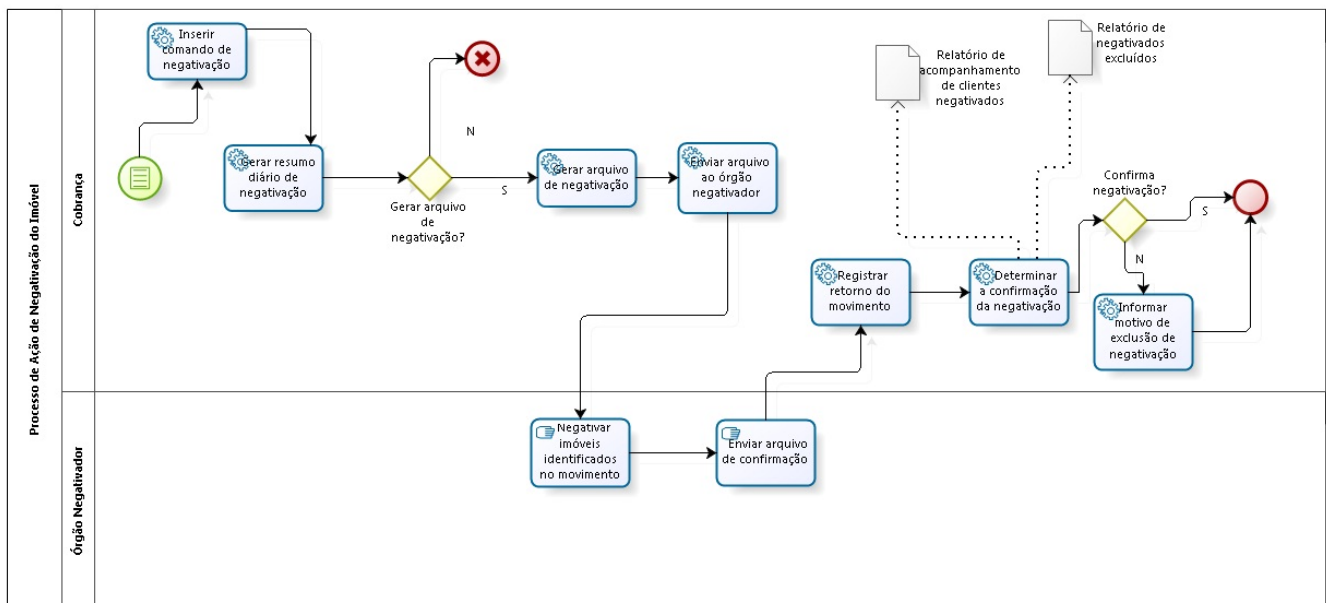 Processo de Ação de Negativação do Imóvel
Cobrança
Inserir
comando de
negativação
Gerar resumo
diário de
negativação
N
Gerar arquivo de
negativação?
S
Gerar arquivo
de negativação
Enviar arquivo
ao órgão
negativador
Relatório de
acompanhamento
de clientes
negativados
Relatório de
negativados
excluídos
Registrar
retorno do
movimento
Determinar
a confirmação
da negativação
Confirma
negativação?
S
N
Informar
motivo de
exclusão de
negativação
Órgão Negativador
Negativar
imóveis
identificados
no movimento
Enviar arquivo
de confirmação